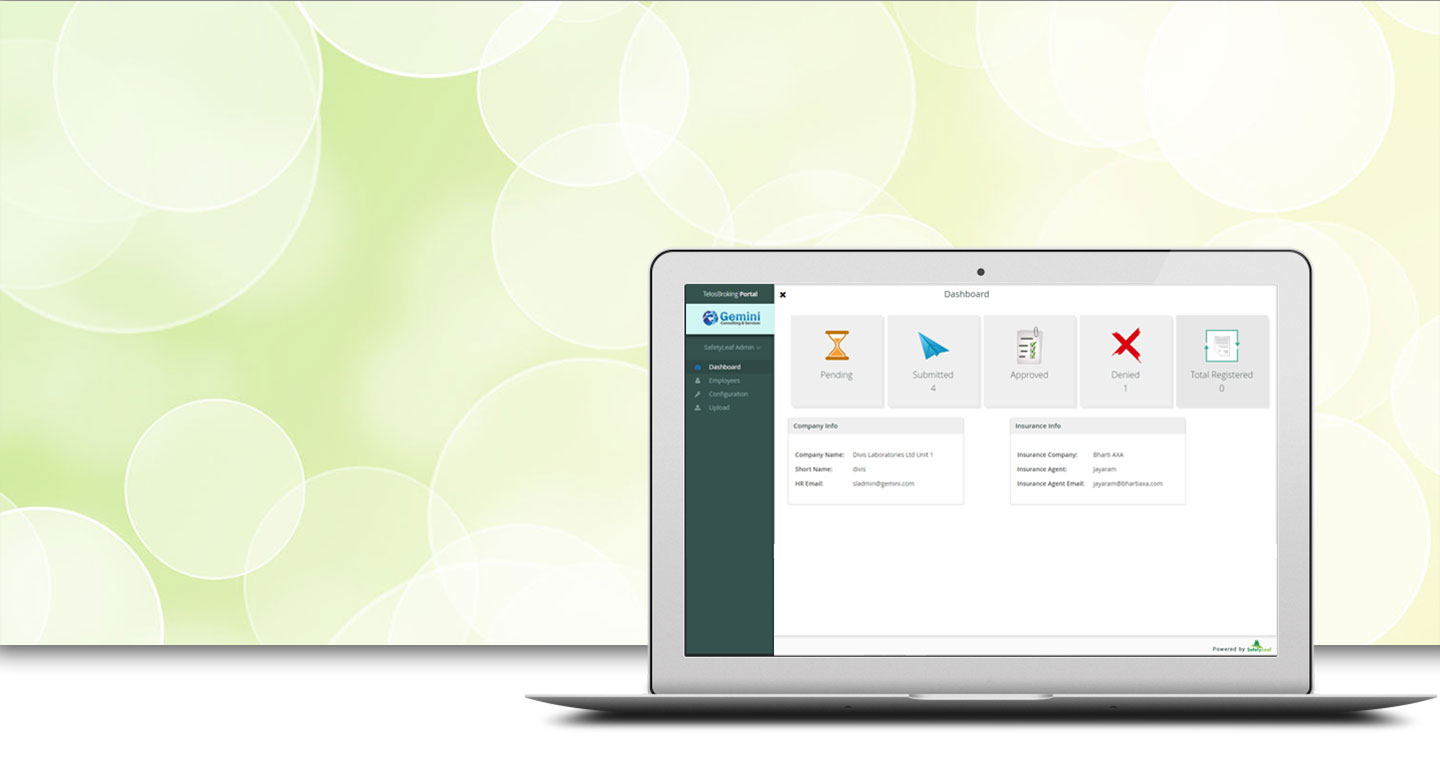 TelosBroking Portal
Dashboard
Gemini
Consulting & Services
SafetyLeaf Admin
Dashboard
Employees
Configuration
Upload
Pending
Submitted
4
Approved
Denied
1
Total Registered
0
Company Info
Company Name: Divis Laboratories Ltd Unit 1
Short Name: divis
HR Email: sladmin@gemini.com
Insurance Info
Insurance Company: Bharti AXA
Insurance Agent: Jayaram
Insurance Agent Email: jayaram@bhartiaxa.com
Powered by SafetyLeaf